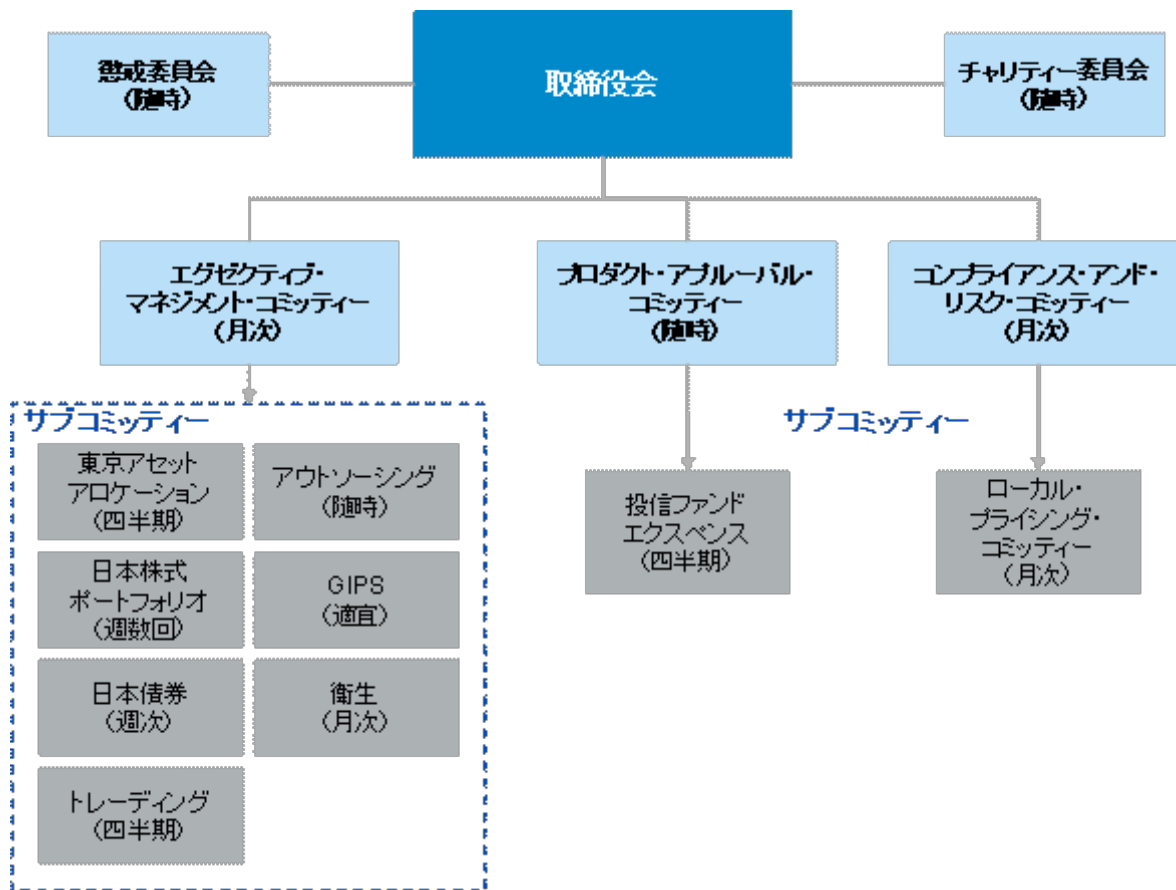 懲戒委員会
(随時)
取締役会
チャリティー委員会
(随時)
エグゼクティブ・
マネジメント・コミッティー
(月次)
プロダクト・アプルーバル・
コミッティー
(随時)
コンプライアンス・アンド・
リスク・コミッティー
(月次)
サブコミッティー
東京アセット
アロケーション
(四半期)
アウトソーシング
(随時)
日本株式
ポートフォリオ
(週数回)
GIPS
(適宜)
日本債券
(週次)
衛生
(月次)
トレーディング
(四半期)
サブコミッティー
投信ファンド
エクスペンス
(四半期)
ローカル・
プライシング・
コミッティー
(月次)